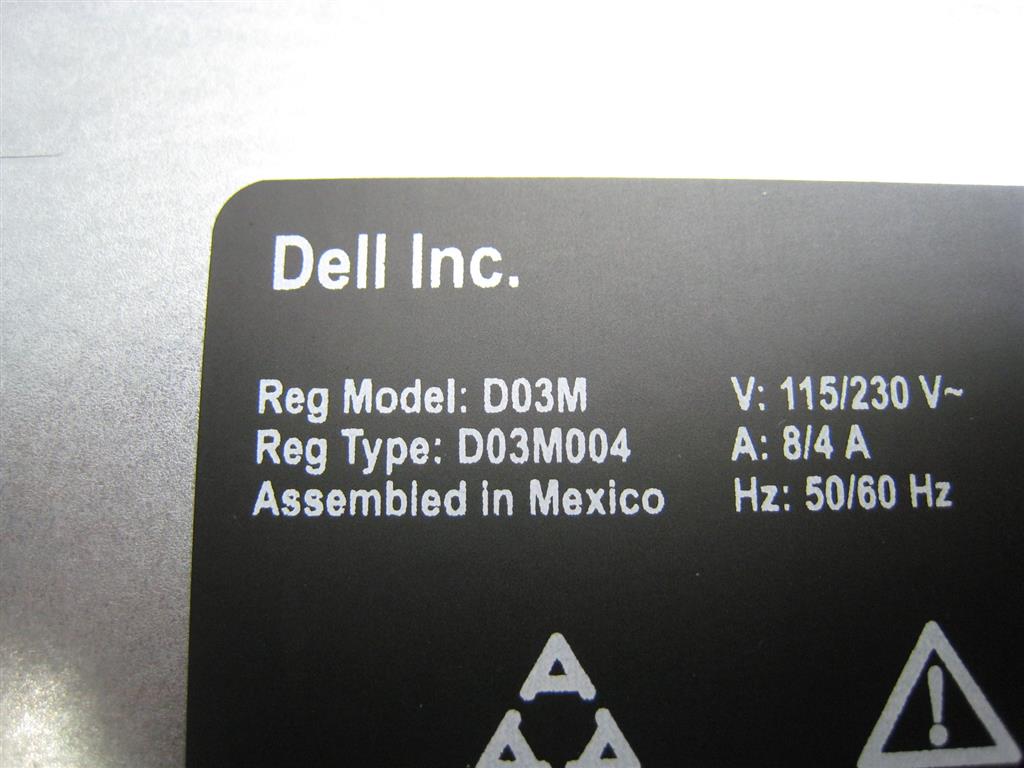 Dell Inc.
Reg Model: D03M
Reg Type: D03M004
Assembled in Mexico
V: 115/230 V~
A: 8/4 A
Hz: 50/60 Hz